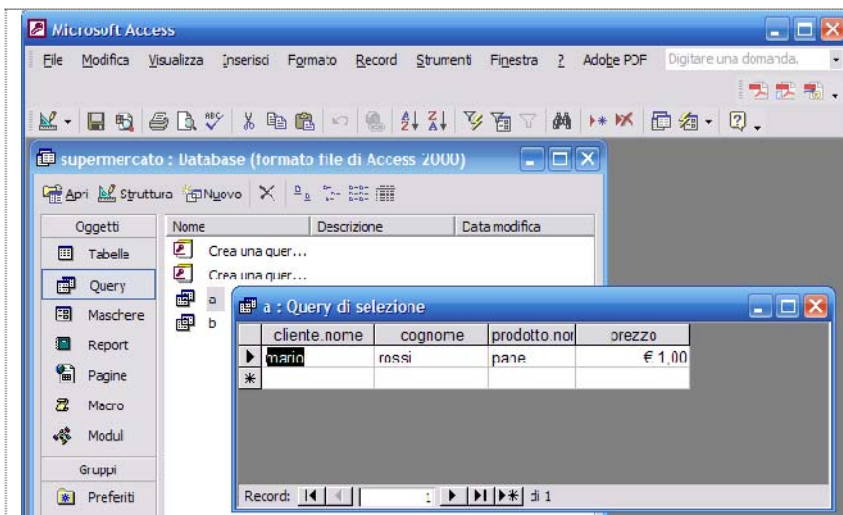 Microsoft Access
File Modifica Visualizza Inserisci Formato Record Strumenti Finestra ? Adobe PDF Digitare una domanda.
supermercato : Database (formato file di Access 2000)
Apri Struttura Nuovo
Oggetti
Nome Descrizione Data modifica
Tabelle
Crea una quer...
Query
Crea una quer...
a
Maschere
b
Report
Pagine
Macro
Modul
Gruppi
Preferiti
a : Query di selezione
cliente.nome cognome prodotto.nor prezzo
mario rossi pane € 1,00
Record: 1 di 1